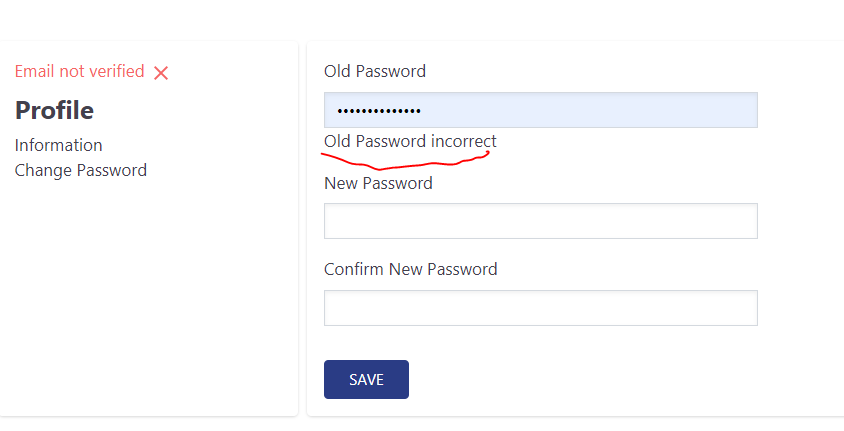 Email not verified
Profile
Information
Change Password
Old Password
••••••••••••••
Old Password incorrect
New Password
Confirm New Password
SAVE